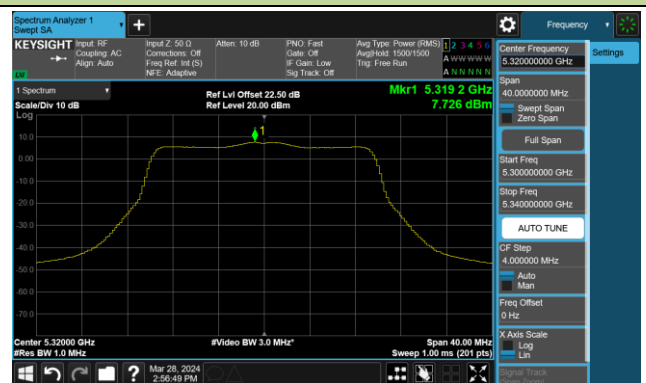 Spectrum Analyzer 1
Swept SA
+
Frequency
KEYSIGHT
Input: RF
Coupling: AC
Align: Auto
Input Z: 50 Ω
Corrections: Off
Freq Ref: Int (S)
NFE: Adaptive
Atten: 10 dB
PNO: Fast
Gate: Off
IF Gain: Low
Sig Track: Off
Avg Type: Power (RMS)
Avg|Hold: 1500/1500
Trig: Free Run
1 2 3 4 5 6
A W W W W W
A N N N N N
Center Frequency
5.320000000 GHz
Settings
LW
1 Spectrum
Scale/Div 10 dB
Ref Lvl Offset 22.50 dB
Ref Level 20.00 dBm
Mkr1 5.319 2 GHz
7.726 dBm
Span
40.0000000 MHz
Swept Span
Zero Span
Full Span
Start Freq
5.300000000 GHz
Stop Freq
5.340000000 GHz
AUTO TUNE
CF Step
4.000000 MHz
Auto
Man
Freq Offset
0 Hz
X Axis Scale
Log
Lin
Signal Track
Log
1
10.0
0.00
-10.0
-20.0
-30.0
-40.0
-50.0
-60.0
-70.0
Center 5.32000 GHz
#Res BW 1.0 MHz
#Video BW 3.0 MHz*
Span 40.00 MHz
Sweep 1.00 ms (201 pts)
?
Mar 28, 2024
2:56:49 PM